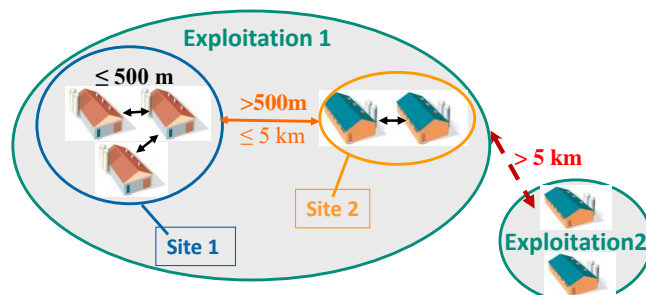 Exploitation 1
≤ 500 m
>500m
≤ 5 km
> 5 km
Site 2
Site 1
Exploitation2